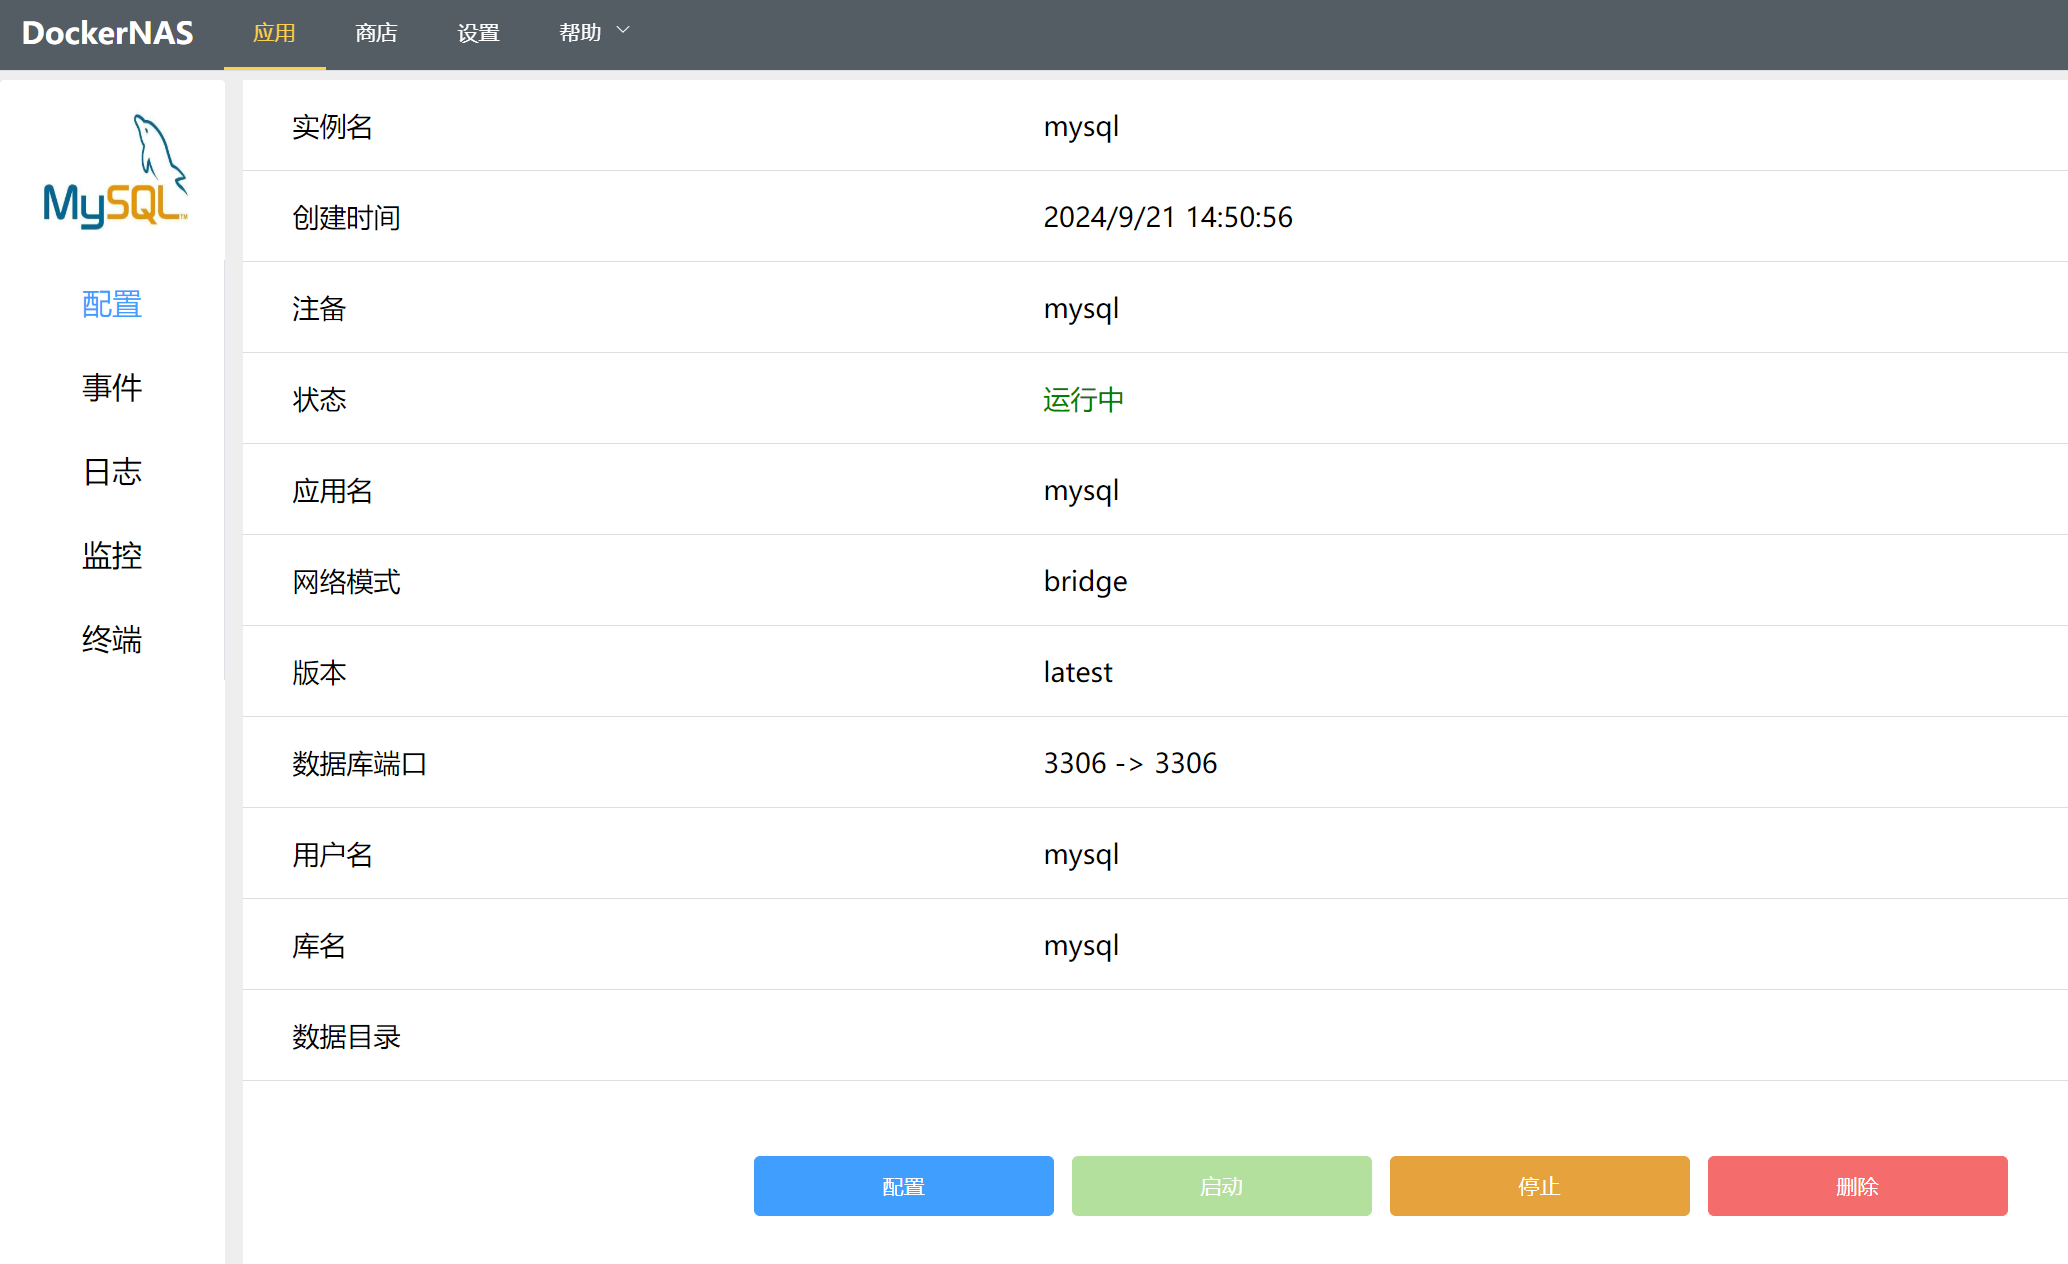 DockerNAS 应用 商店 设置 帮助
MySQL™
配置
事件
日志
监控
终端
实例名 mysql
创建时间 2024/9/21 14:50:56
注备 mysql
状态 运行中
应用名 mysql
网络模式 bridge
版本 latest
数据库端口 3306 -> 3306
用户名 mysql
库名 mysql
数据目录
配置 启动 停止 删除